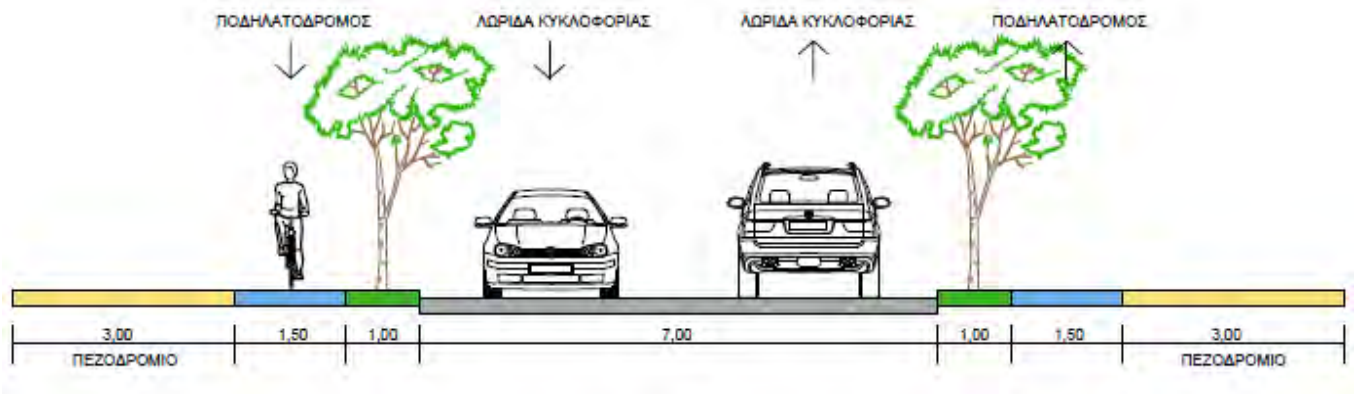 ΠΟΔΗΛΑΤΟΔΡΟΜΟΣ ΛΩΡΙΔΑ ΚΥΚΛΟΦΟΡΙΑΣ ΛΩΡΙΔΑ ΚΥΚΛΟΦΟΡΙΑΣ ΠΟΔΗΛΑΤΟΔΡΟΜΟΣ
3,00 1,50 1,00 7,00 1,00 1,50 3,00
ΠΕΖΟΔΡΟΜΙΟ ΠΕΖΟΔΡΟΜΙΟ